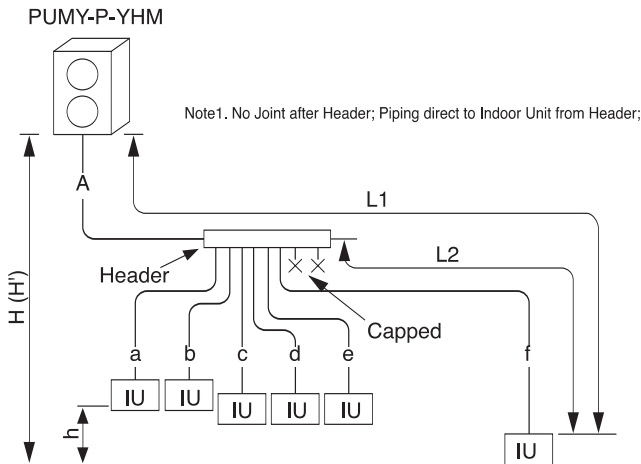 PUMY-P-YHM
Note1. No Joint after Header; Piping direct to Indoor Unit from Header;
A
L1
H (H')
Header
L2
Capped
a
b
c
d
e
f
IU
IU
IU
IU
IU
h
IU